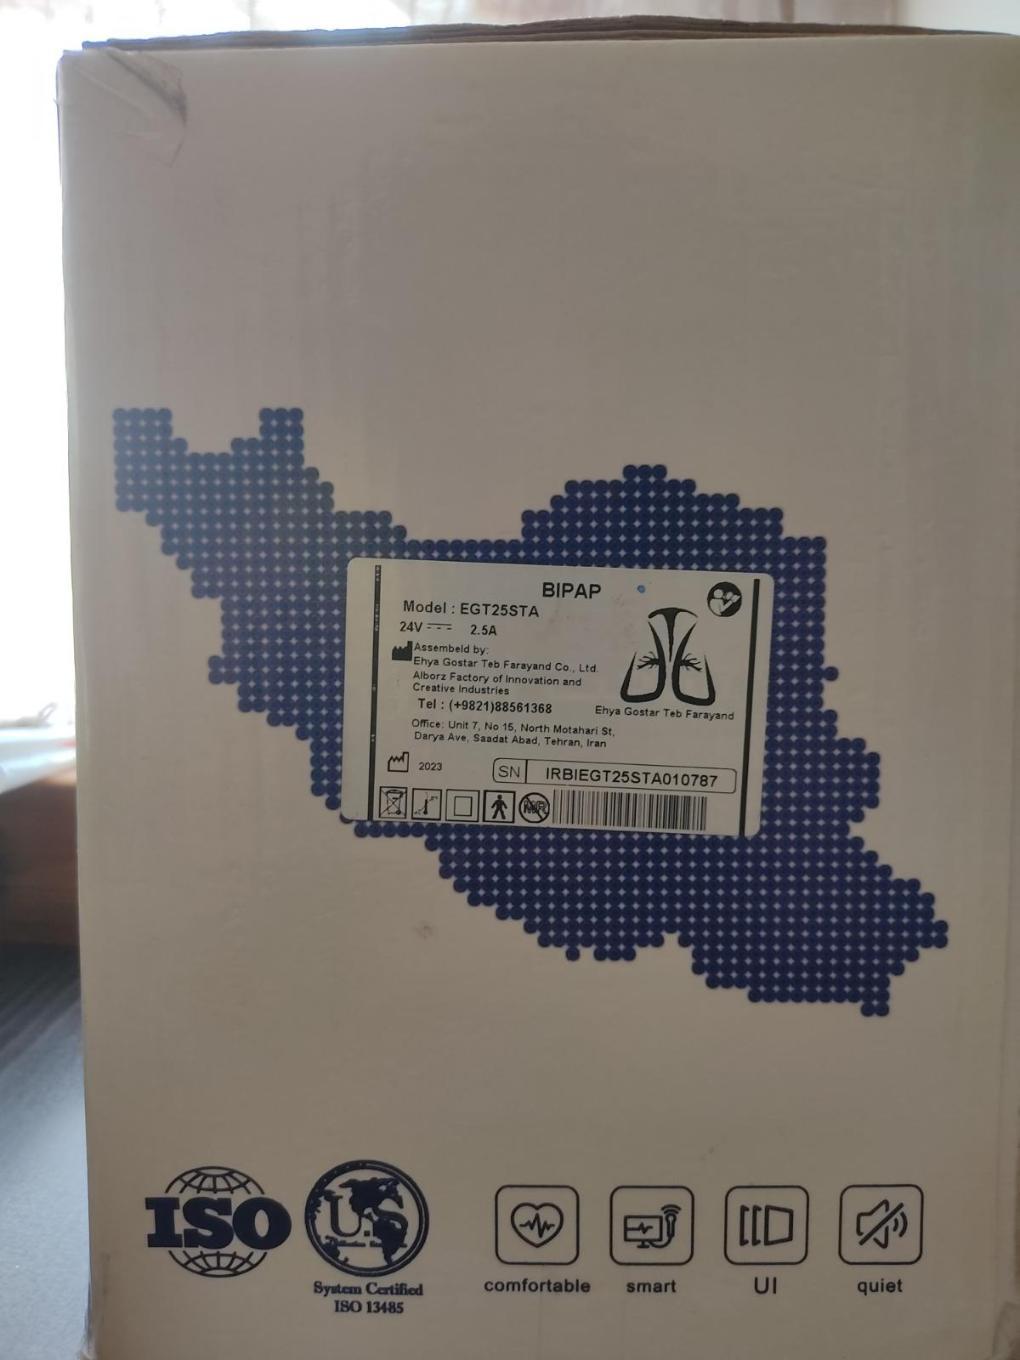 BIPAP
Model : EGT25STA
24V 2.5A
Assembeld by:
Ehya Gostar Teb Farayand Co., Ltd.
Alborz Factory of Innovation and
Creative Industries
Tel : (+9821)88561368
Ehya Gostar Teb Farayand
Office: Unit 7, No 15, North Motahari St,
Darya Ave, Saadat Abad, Tehran, Iran
2023
SN IRBIEGT25STA010787
MR
ISO
U.S
System Certified
ISO 13485
comfortable
smart
UI
quiet